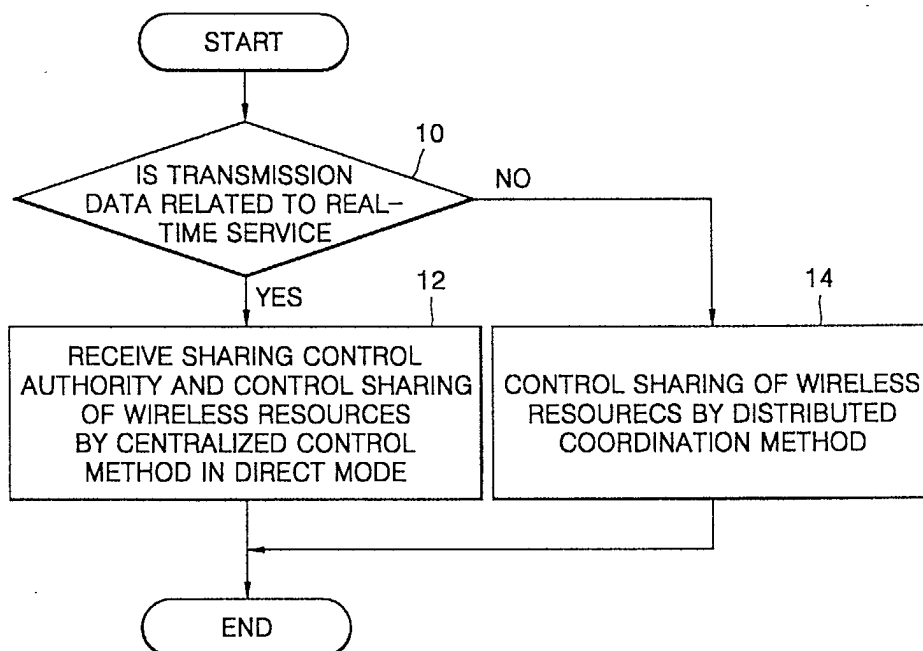 START
10
IS TRANSMISSION
DATA RELATED TO REAL-
TIME SERVICE
NO
YES
12
RECEIVE SHARING CONTROL
AUTHORITY AND CONTROL SHARING
OF WIRELESS RESOURCES
BY CENTRALIZED CONTROL
METHOD IN DIRECT MODE
14
CONTROL SHARING OF WIRELESS
RESOURECS BY DISTRIBUTED
COORDINATION METHOD
END